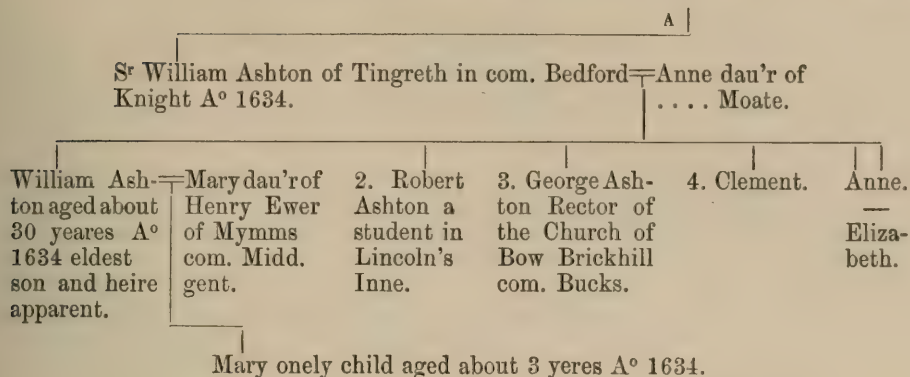 A
Sr William Ashton of Tingreth in com. Bedford
Knight Aº 1634.
Anne dau'r of
. . . . Moate.
William Ash-
ton aged about
30 yeares Aº
1634 eldest
son and heire
apparent.
Mary dau'r of
Henry Ewer
of Mymms
com. Midd.
gent.
2. Robert
Ashton a
student in
Lincoln's
Inne.
3. George Ash-
ton Rector of
the Church of
Bow Brickhill
com. Bucks.
4. Clement.
Anne.
—
Eliza-
beth.
Mary onely child aged about 3 yeres Aº 1634.